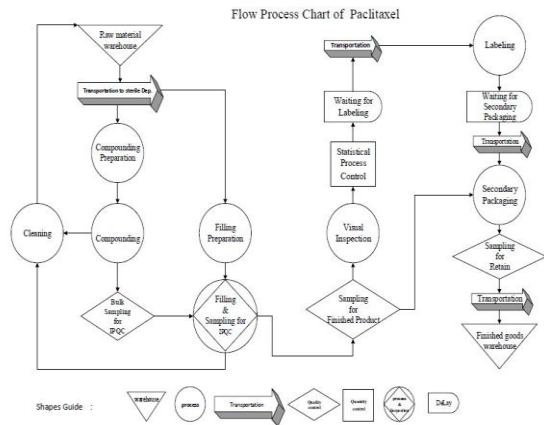 Flow Process Chart of Paclitaxel
Raw material
warehouse
Transportation to sterile Dep.
Compounding
Preparation
Cleaning
Compounding
Filling
Preparation
Bulk
Sampling
for
IPQC
Filling
&
Sampling for
IPQC
Transportation
Waiting for
Labeling
Statistical
Process
Control
Visual
Inspection
Sampling
for
Finished Product
Labeling
Waiting for
Secondary
Packaging
Transportation
Secondary
Packaging
Sampling
for
Retain
Transportation
Finished goods
warehouse
Shapes Guide :
warehouse
process
Transportation
Quality
control
Quantity
control
process
&
DeLay